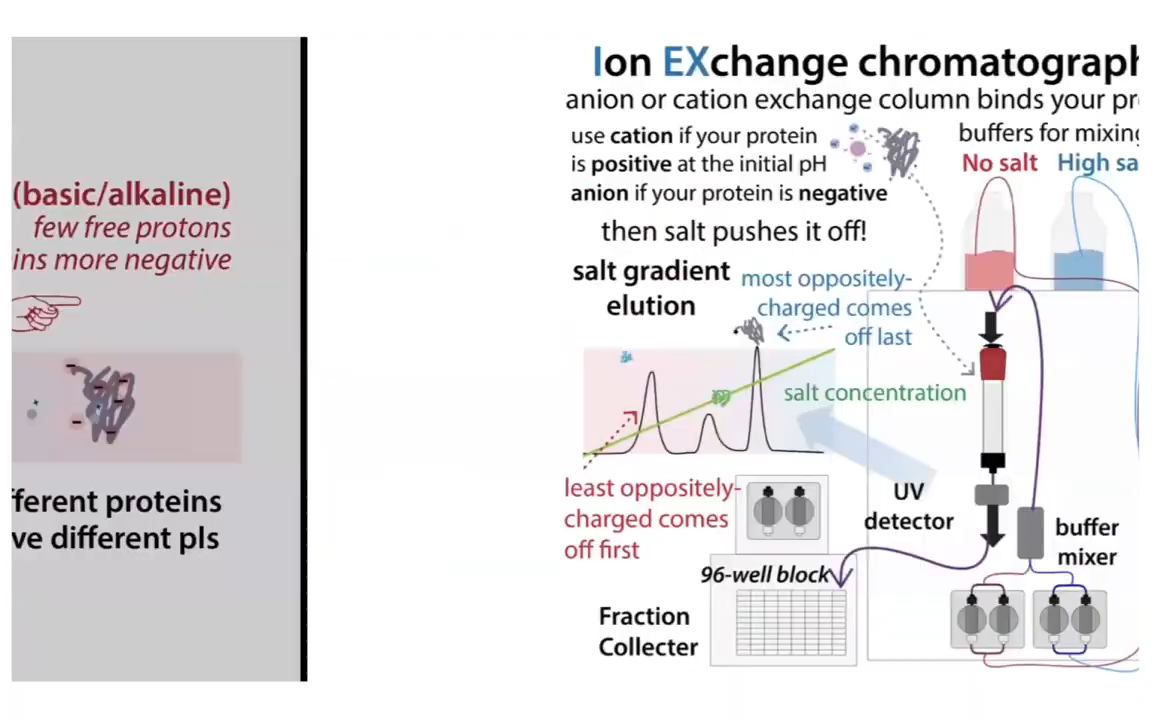 (basic/alkaline)
few free protons
ins more negative
fferent proteins
ve different pIs
Ion EXchange chromatograph
anion or cation exchange column binds your pr
use cation if your protein
is positive at the initial pH
anion if your protein is negative
then salt pushes it off!
buffers for mixing
No salt High sa
salt gradient
elution
most oppositely-
charged comes
off last
salt concentration
least oppositely-
charged comes
off first
UV
detector
buffer
mixer
96-well block
Fraction
Collecter